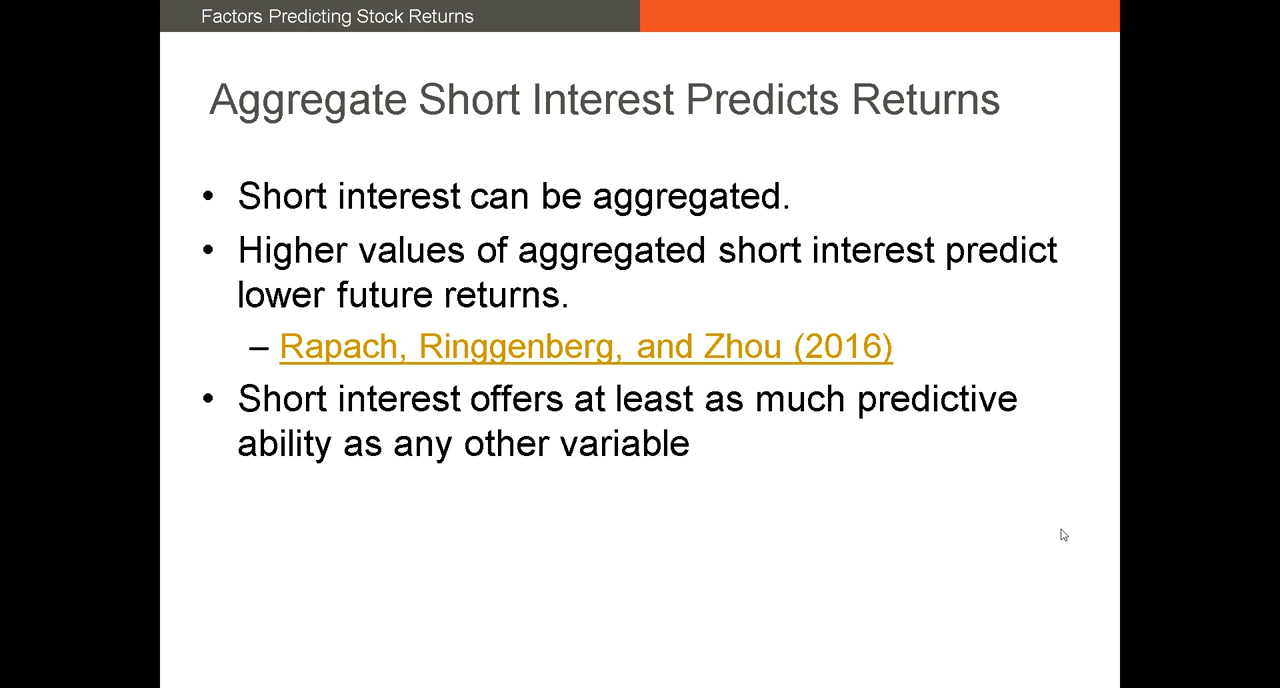 Factors Predicting Stock Returns
Aggregate Short Interest Predicts Returns
• Short interest can be aggregated.
• Higher values of aggregated short interest predict
lower future returns.
– Rapach, Ringgenberg, and Zhou (2016)
• Short interest offers at least as much predictive
ability as any other variable